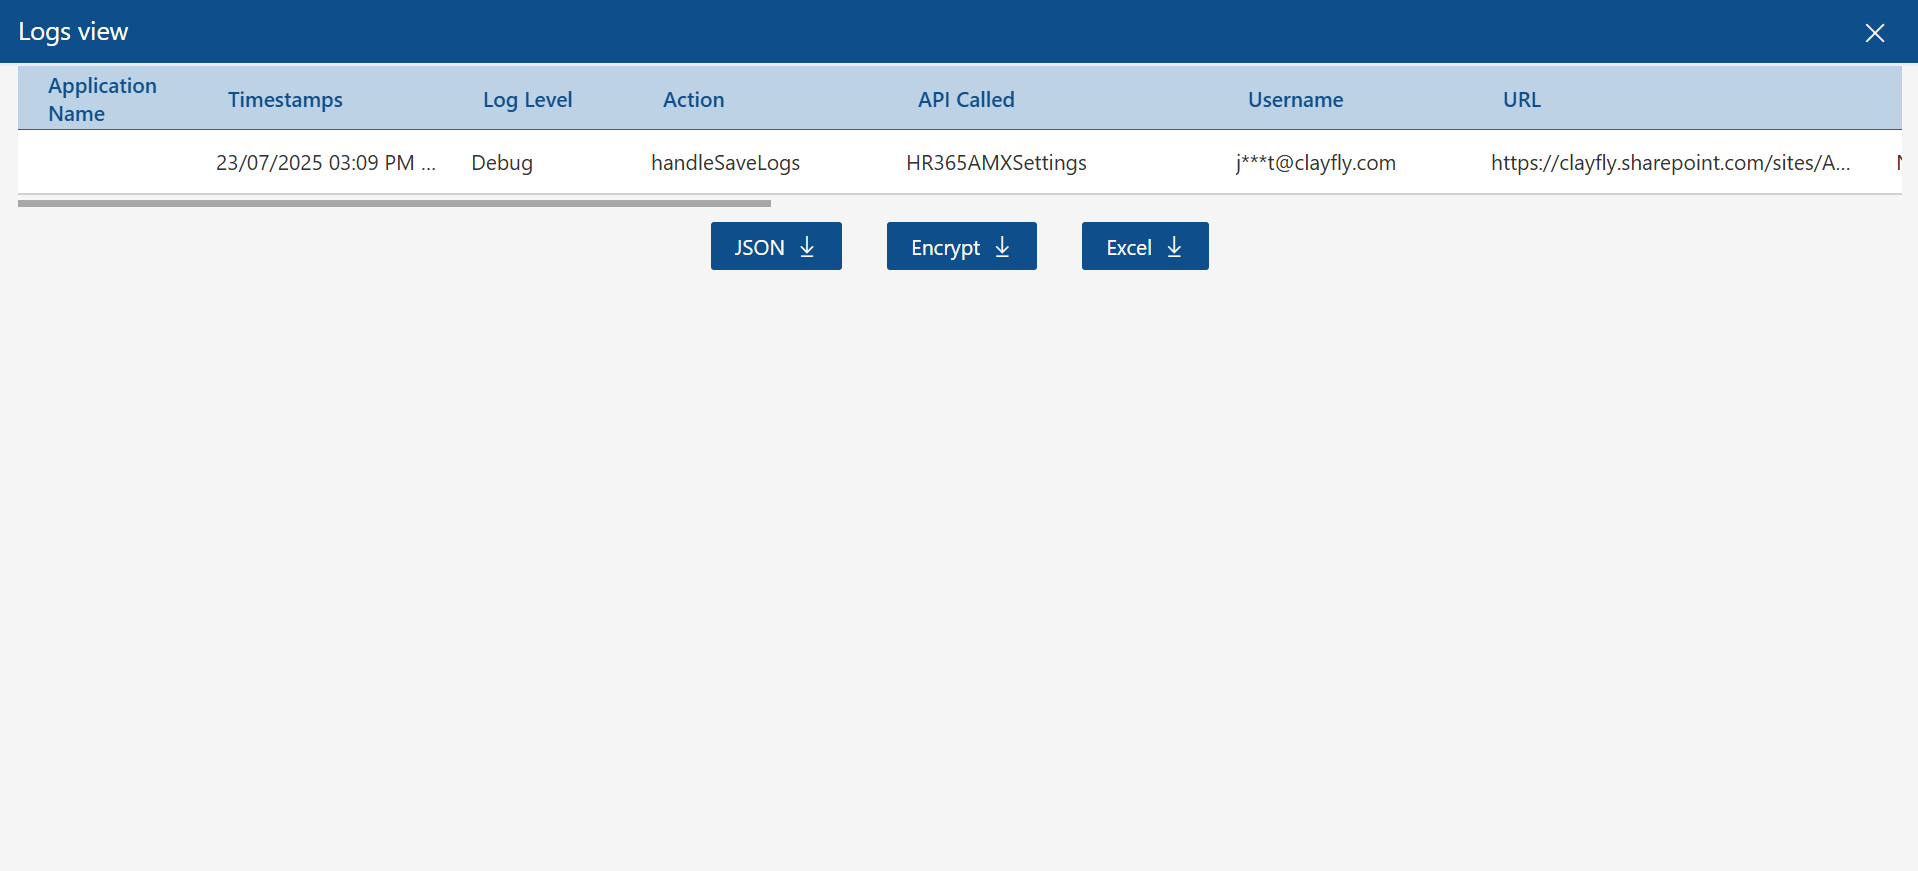 Logs view
Application Name Timestamps Log Level Action API Called Username URL
23/07/2025 03:09 PM ... Debug handleSaveLogs HR365AMXSettings j***t@clayfly.com https://clayfly.sharepoint.com/sites/A...
JSON Encrypt Excel